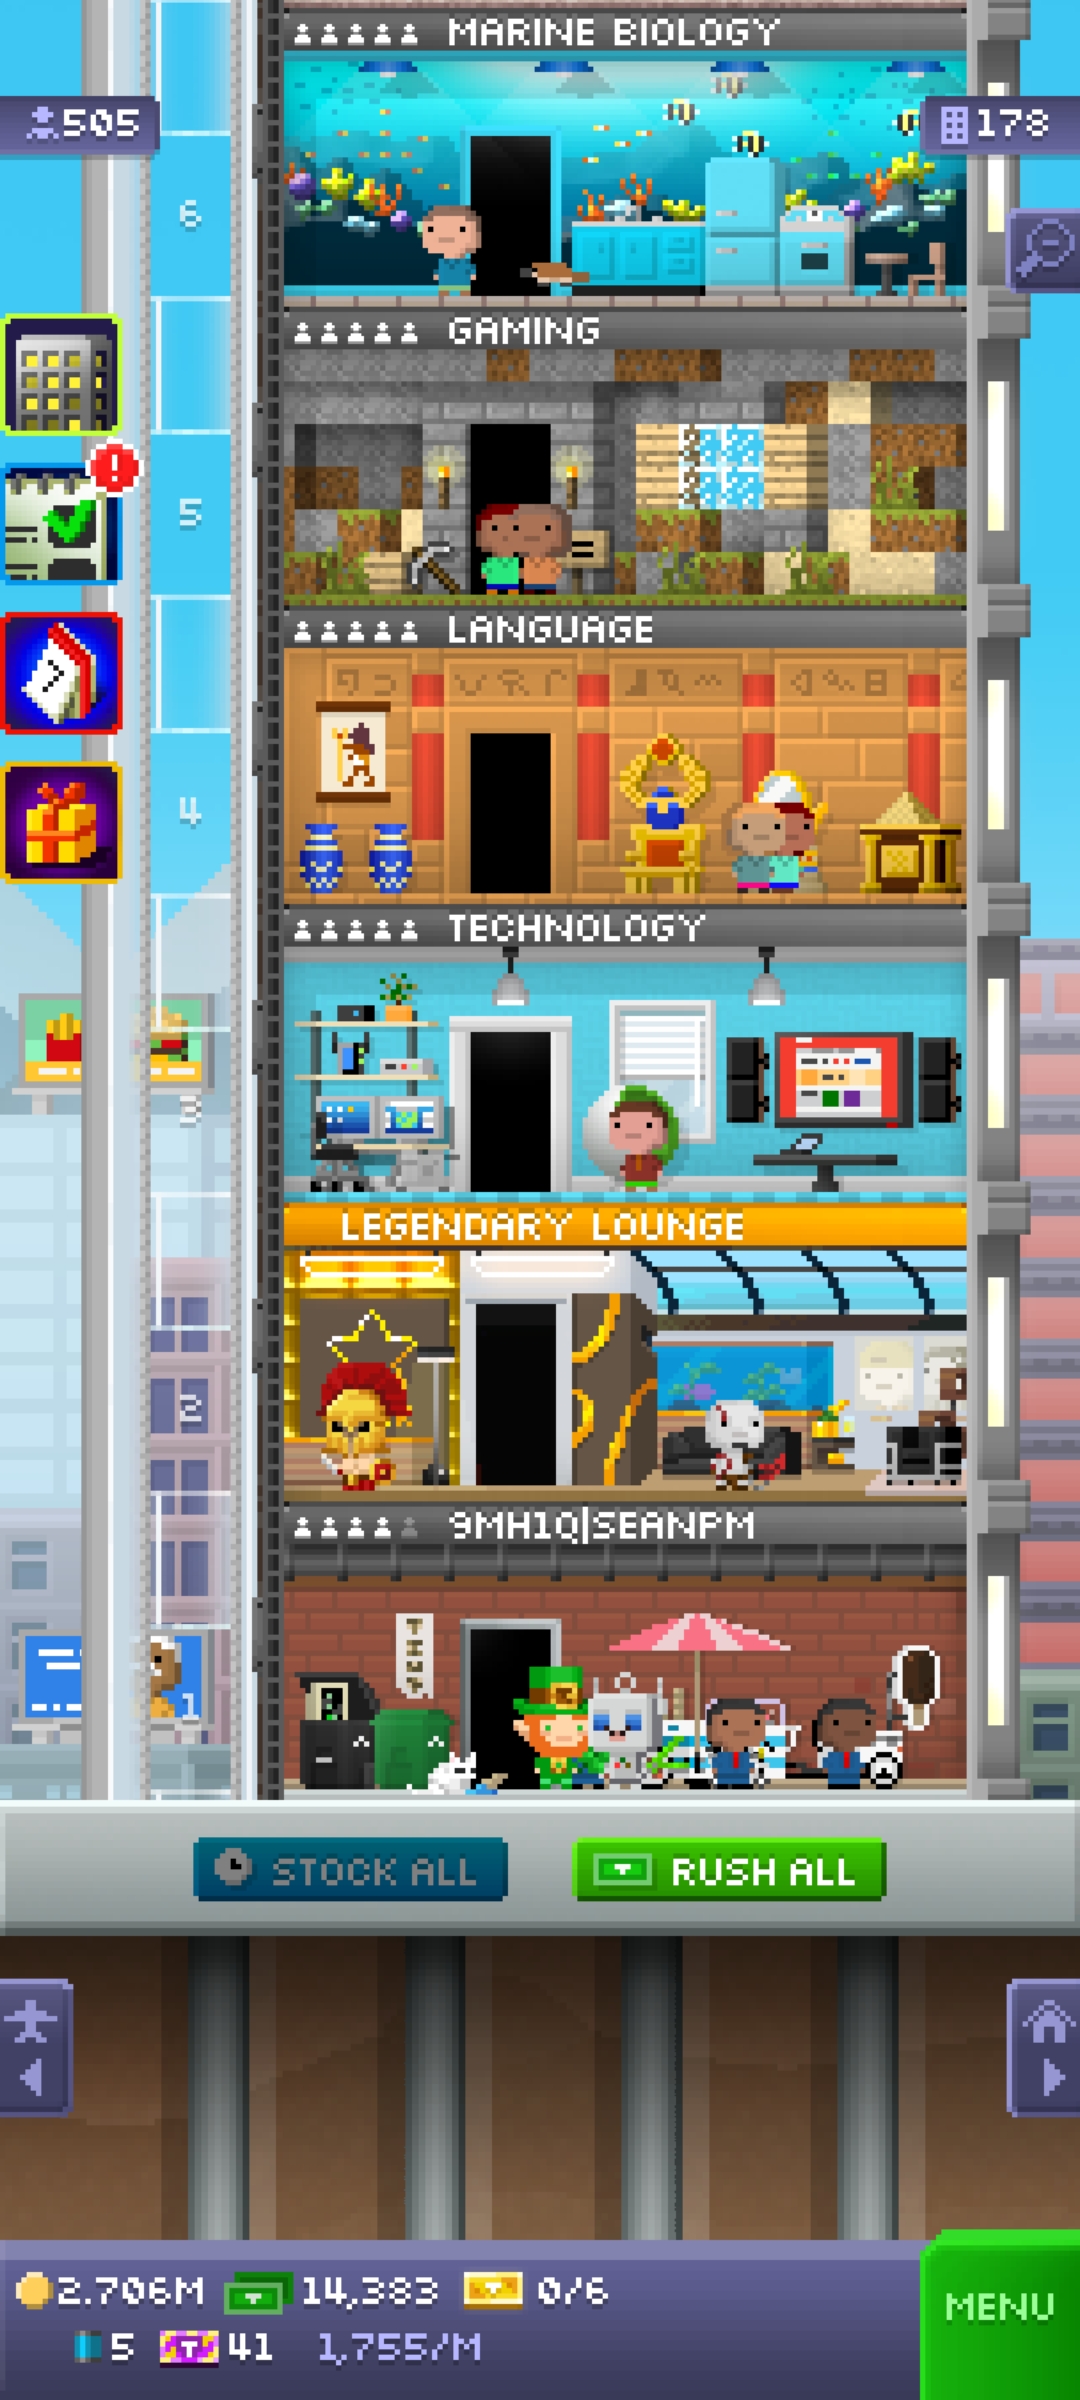 MARINE BIOLOGY
505
178
6
GAMING
5
LANGUAGE
7
4
TECHNOLOGY
3
LEGENDARY LOUNGE
2
9MH1Q|SEANPM
1
STOCK ALL
RUSH ALL
2.706M 14,383 0/6
5 41 1,755/M
MENU